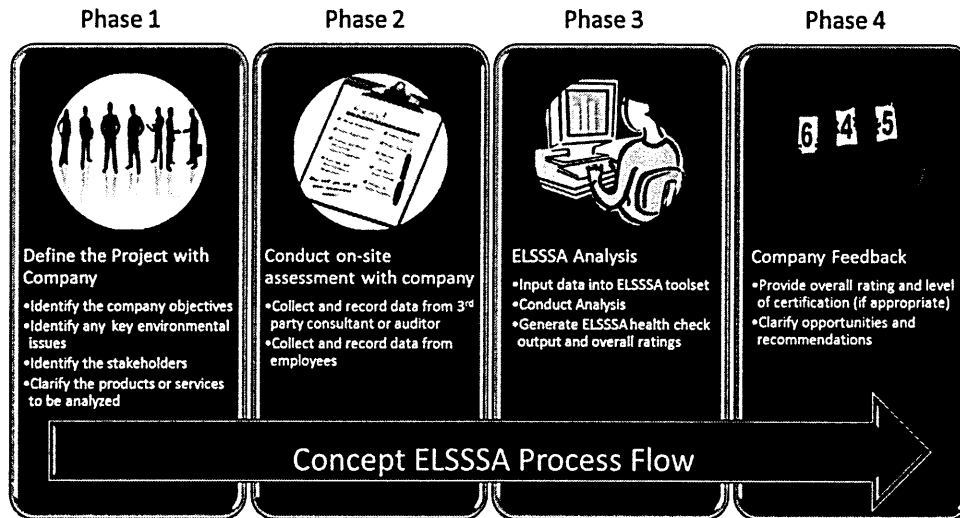 Phase 1
Phase 2
Phase 3
Phase 4
Define the Project with
Company
•Identify the company objectives
•Identify any key environmental
issues
•Identify the stakeholders
•Clarify the products or services
to be analyzed
Conduct on-site
assessment with company
•Collect and record data from 3rd
party consultant or auditor
•Collect and record data from
employees
ELSSSA Analysis
•Input data into ELSSSA toolset
•Conduct Analysis
•Generate ELSSSA health check
output and overall ratings
6 4 5
Company Feedback
•Provide overall rating and level
of certification (if appropriate)
•Clarify opportunities and
recommendations
Concept ELSSSA Process Flow